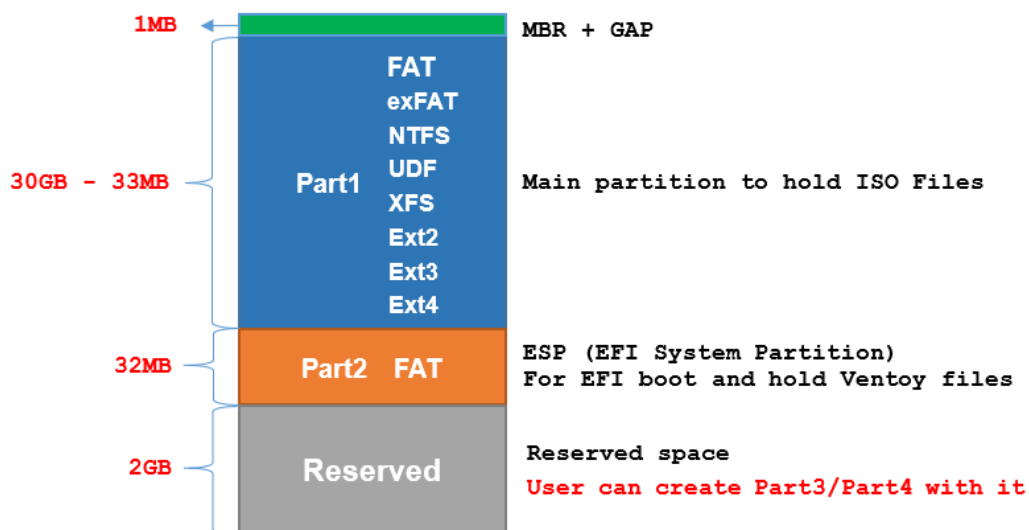 1MB
MBR + GAP
30GB - 33MB
Part1
FAT
exFAT
NTFS
UDF
XFS
Ext2
Ext3
Ext4
Main partition to hold ISO Files
32MB
Part2 FAT
ESP (EFI System Partition)
For EFI boot and hold Ventoy files
2GB
Reserved
Reserved space
User can create Part3/Part4 with it